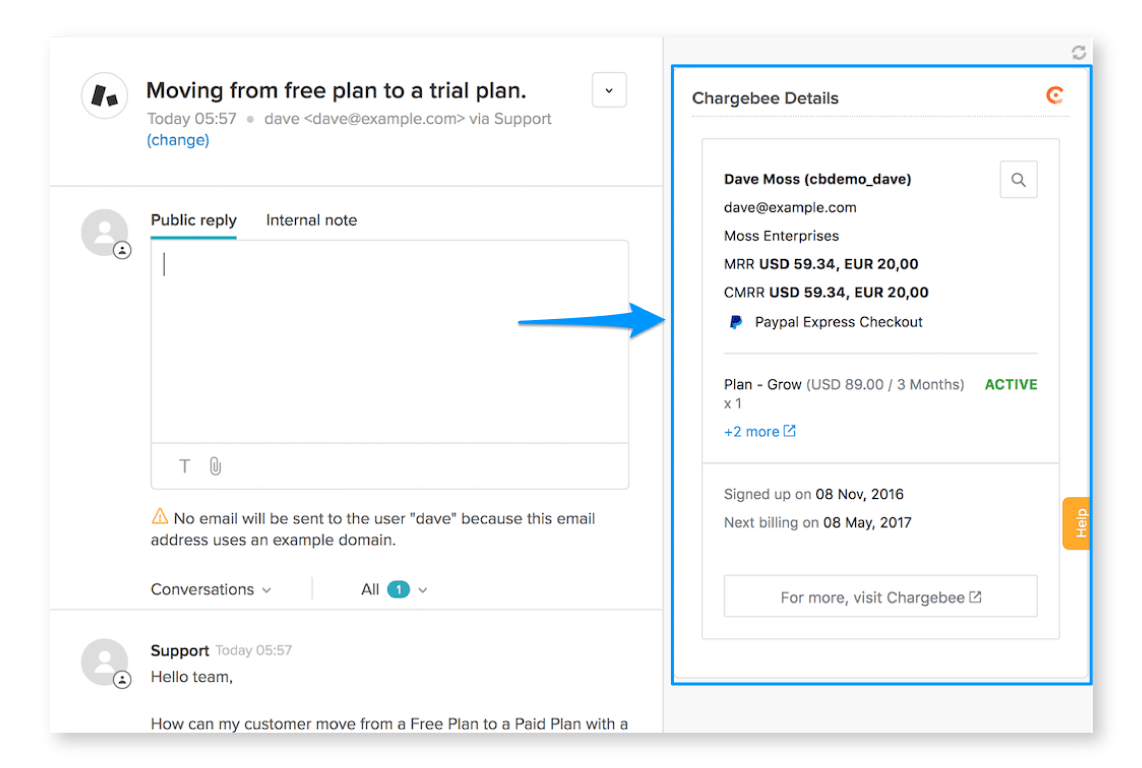 Moving from free plan to a trial plan.
Today 05:57 • dave <dave@example.com> via Support
(change)
Public reply Internal note
T
No email will be sent to the user "dave" because this email
address uses an example domain.
Conversations All 1
Support Today 05:57
Hello team,
How can my customer move from a Free Plan to a Paid Plan with a
Chargebee Details
Dave Moss (cbdemo_dave)
dave@example.com
Moss Enterprises
MRR USD 59.34, EUR 20,00
CMRR USD 59.34, EUR 20,00
Paypal Express Checkout
Plan - Grow (USD 89.00 / 3 Months) ACTIVE
x 1
+2 more
Signed up on 08 Nov, 2016
Next billing on 08 May, 2017
Help
For more, visit Chargebee